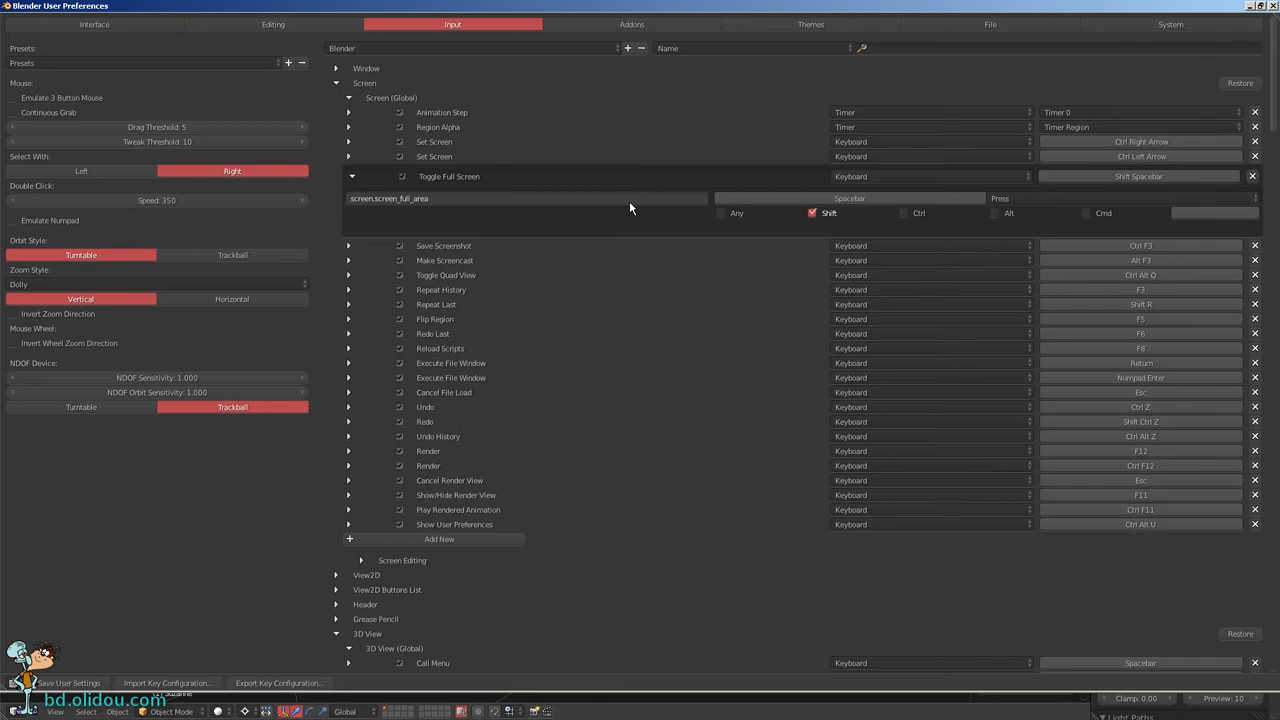 Blender User Preferences
Interface Editing Input Addons Themes File System
Presets:
Presets
Mouse:
Emulate 3 Button Mouse
Continuous Grab
Drag Threshold: 5
Tweak Threshold: 10
Select With:
Left Right
Double Click:
Speed: 350
Emulate Numpad
Orbit Style:
Turntable Trackball
Zoom Style:
Dolly
Vertical Horizontal
Invert Zoom Direction
Mouse Wheel:
Invert Wheel Zoom Direction
NDOF Device:
NDOF Sensitivity: 1.000
NDOF Orbit Sensitivity: 1.000
Turntable Trackball
Blender Name
Window
Screen Restore
Screen (Global)
Animation Step Timer Timer 0
Region Alpha Timer Timer Region
Set Screen Keyboard Ctrl Right Arrow
Set Screen Keyboard Ctrl Left Arrow
Toggle Full Screen Keyboard Shift Spacebar
screen.screen_full_area Spacebar Press
Any Shift Ctrl Alt Cmd
Save Screenshot Keyboard Ctrl F3
Make Screencast Keyboard Alt F3
Toggle Quad View Keyboard Ctrl Alt Q
Repeat History Keyboard F3
Repeat Last Keyboard Shift R
Flip Region Keyboard F5
Redo Last Keyboard F6
Reload Scripts Keyboard F8
Execute File Window Keyboard Return
Execute File Window Keyboard Numpad Enter
Cancel File Load Keyboard Esc
Undo Keyboard Ctrl Z
Redo Keyboard Shift Ctrl Z
Undo History Keyboard Ctrl Alt Z
Render Keyboard F12
Render Keyboard Ctrl F12
Cancel Render View Keyboard Esc
Show/Hide Render View Keyboard F11
Play Rendered Animation Keyboard Ctrl F11
Show User Preferences Keyboard Ctrl Alt U
Add New
Screen Editing
View2D
View2D Buttons List
Header
Grease Pencil
3D View Restore
3D View (Global)
Call Menu Keyboard Spacebar
Save User Settings Import Key Configuration... Export Key Configuration...
bd.olidou.com
Clamp: 0.00 Preview: 10
View Select Object Object Mode Global
Light Paths